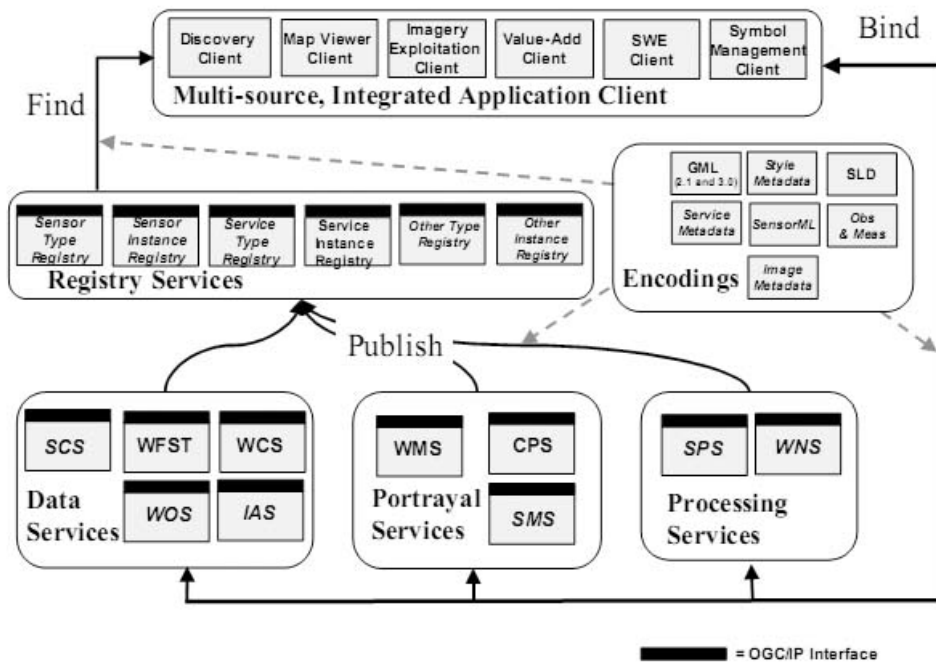 Discovery
Client
Map Viewer
Client
Imagery
Exploitation
Client
Value-Add
Client
SWE
Client
Symbol
Management
Client
Multi-source, Integrated Application Client
Bind
Find
GML
(2.1 and 3.0)
Style
Metadata
SLD
Service
Metadata
SensorML
Obs
& Meas
Image
Metadata
Encodings
Sensor
Type
Registry
Sensor
Instance
Registry
Service
Type
Registry
Service
Instance
Registry
Other Type
Registry
Other
Instance
Registry
Registry Services
Publish
SCS
WFST
WCS
WOS
IAS
Data
Services
WMS
CPS
SMS
Portrayal
Services
SPS
WNS
Processing
Services
= OGC/IP Interface